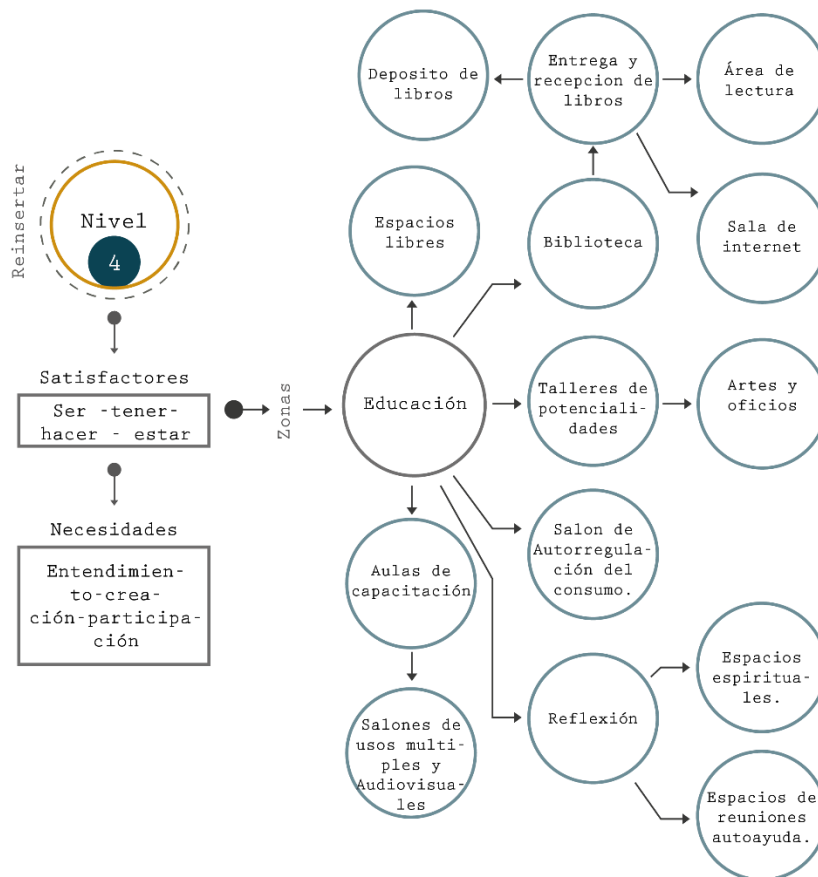 Reinsertar
Nivel
4
Satisfactores
Ser -tener-
hacer - estar
Necesidades
Entendimien-
to-crea-
ción-participa-
ción
Zonas
Educación
Espacios
libres
Biblioteca
Entrega y
recepcion de
libros
Deposito de
libros
Área de
lectura
Sala de
internet
Talleres de
potenciali-
dades
Artes y
oficios
Salon de
Autorregula-
ción del
consumo.
Aulas de
capacitación
Salones de
usos multi-
ples y
Audiovisua-
les
Reflexión
Espacios
espiritua-
les.
Espacios de
reuniones
autoayuda.